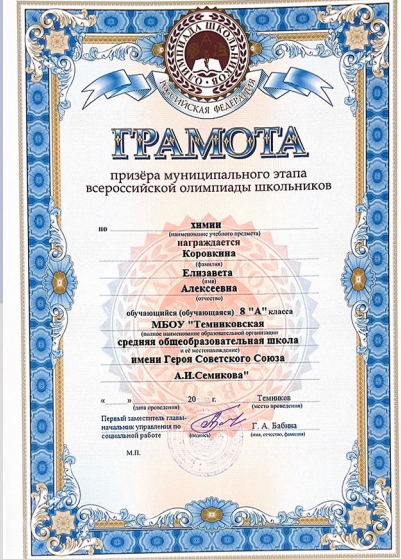 ОЛИМПИАДА ШКОЛЬНИКОВ
РОССИЙСКАЯ ФЕДЕРАЦИЯ
ГРАМОТА
призёра муниципального этапа
всероссийской олимпиады школьников
по химии
(наименование учебного предмета)
награждается
Коровкина
(фамилия)
Елизавета
(имя)
Алексеевна
(отчество)
обучающийся (обучающаяся) 8 "А" класса
МБОУ "Темниковская
(полное наименование образовательной организации
средняя общеобразовательная школа
и её местонахождение)
имени Героя Советского Союза
А.И.Семикова"
« » 20 г. Темников
(дата проведения) (место проведения)
Первый заместитель главы-
начальник управления по
социальной работе
(подпись)
Г. А. Бабина
(имя, отчество, фамилия)
М.П.